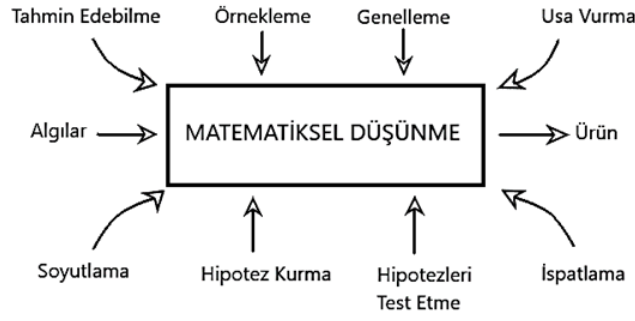 Tahmin Edebilme
Örnekleme
Genelleme
Usa Vurma
Algılar
MATEMATİKSEL DÜŞÜNME
Ürün
Soyutlama
Hipotez Kurma
Hipotezleri
Test Etme
İspatlama